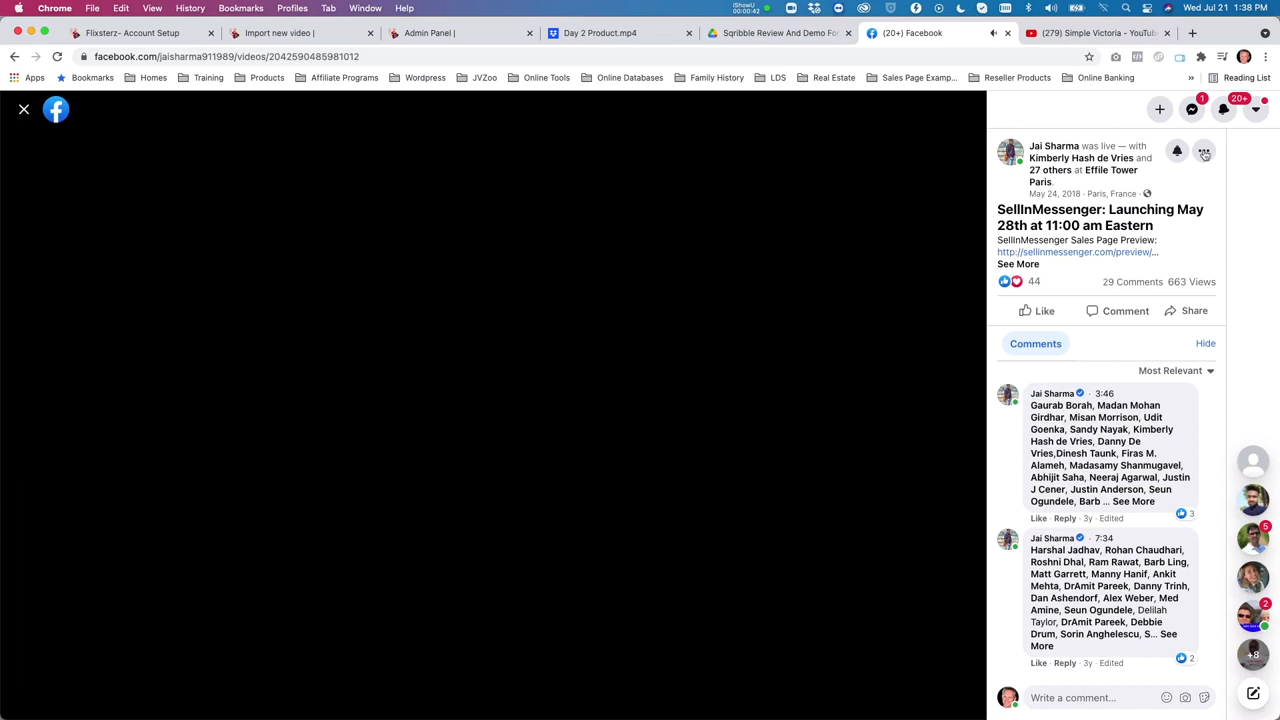 Chrome File Edit View History Bookmarks Profiles Tab Window Help
iShowU
00:00:42
Wed Jul 21 1:38 PM
Flixsterz- Account Setup
Import new video |
Admin Panel |
Day 2 Product.mp4
Sqribble Review And Demo Fo
(20+) Facebook
(279) Simple Victoria - YouTub
facebook.com/jaisharma911989/videos/2042590485981012
Apps
Bookmarks
Homes
Training
Products
Affiliate Programs
Wordpress
JVZoo
Online Tools
Online Databases
Family History
LDS
Real Estate
Sales Page Examp...
Reseller Products
Online Banking
»
Reading List
1
20+
Jai Sharma was live — with
Kimberly Hash de Vries and
27 others at Effile Tower
Paris.
May 24, 2018 · Paris, France ·
SellInMessenger: Launching May
28th at 11:00 am Eastern
SellInMessenger Sales Page Preview:
http://sellinmessenger.com/preview/...
See More
44
29 Comments 663 Views
Like
Comment
Share
Comments
Hide
Most Relevant
Jai Sharma · 3:46
Gaurab Borah, Madan Mohan
Girdhar, Misan Morrison, Udit
Goenka, Sandy Nayak, Kimberly
Hash de Vries, Danny De
Vries,Dinesh Taunk, Firas M.
Alameh, Madasamy Shanmugavel,
Abhijit Saha, Neeraj Agarwal, Justin
J Cener, Justin Anderson, Seun
Ogundele, Barb ... See More
3
Like · Reply · 3y · Edited
Jai Sharma · 7:34
Harshal Jadhav, Rohan Chaudhari,
Roshni Dhal, Ram Rawat, Barb Ling,
Matt Garrett, Manny Hanif, Ankit
Mehta, DrAmit Pareek, Danny Trinh,
Dan Ashendorf, Alex Weber, Med
Amine, Seun Ogundele, Delilah
Taylor, DrAmit Pareek, Debbie
Drum, Sorin Anghelescu, S... See
More
2
Like · Reply · 3y · Edited
Write a comment...
5
2
+8